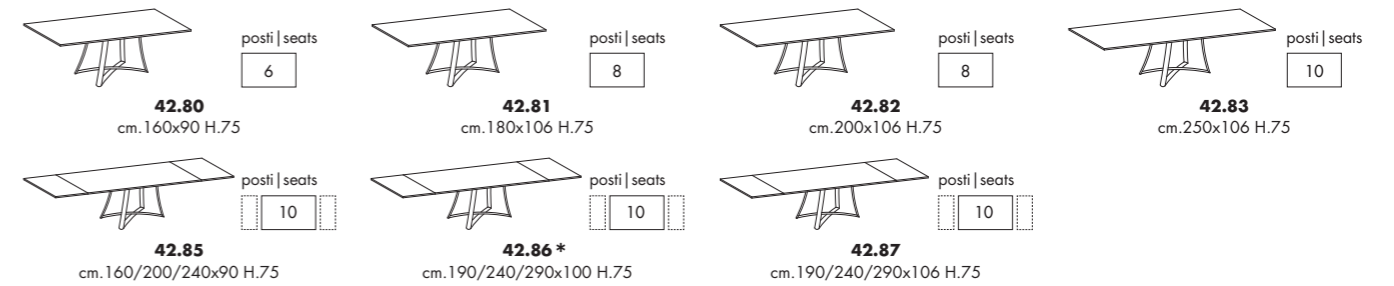 posti|seats
6
42.80
cm.160x90 H.75
posti|seats
8
42.81
cm.180x106 H.75
posti|seats
8
42.82
cm.200x106 H.75
posti|seats
10
42.83
cm.250x106 H.75
posti|seats
10
42.85
cm.160/200/240x90 H.75
posti|seats
10
42.86*
cm.190/240/290x100 H.75
posti|seats
10
42.87
cm.190/240/290x106 H.75